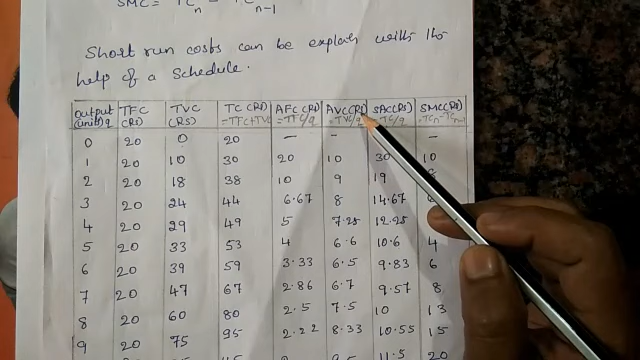 SMC = TCn - TCn-1
Short run costs can be explain with the
help of a schedule.
output (units) q TFC (RS) TVC (RS) TC (RS) =TFC+TVC AFC (RS) =TFC/q AVC (RS) =TVC/q SAC (RS) =TC/q SMC (RS) =TCn-TCn-1
0 20 0 20 — — —
1 20 10 30 20 10 30 10
2 20 18 38 10 9 19
3 20 24 44 6.67 8 14.67
4 20 29 49 5 7.25 12.25
5 20 33 53 4 6.6 10.6 4
6 20 39 59 3.33 6.5 9.83 6
7 20 47 67 2.86 6.7 9.57 8
8 20 60 80 2.5 7.5 10 13
9 20 75 95 2.22 8.33 10.55 15
11.5 20